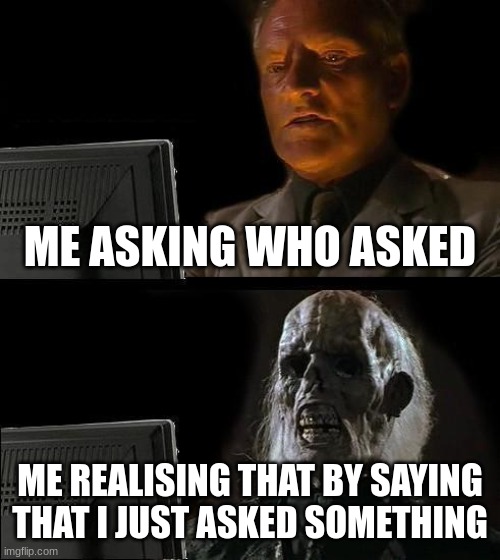 ME ASKING WHO ASKED
ME REALISING THAT BY SAYING
THAT I JUST ASKED SOMETHING
imgflip.com